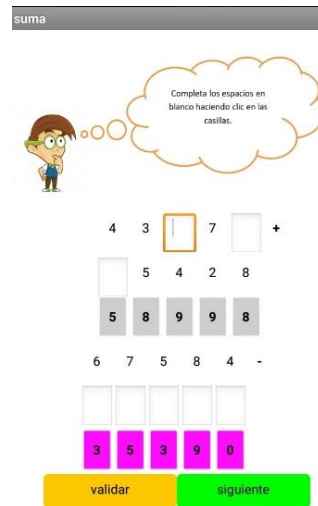 suma
Completa los espacios en
blanco haciendo clic en las
casillas.
4 3 7 +
5 4 2 8
5 8 9 9 8
6 7 5 8 4 -
3 5 3 9 0
validar siguiente